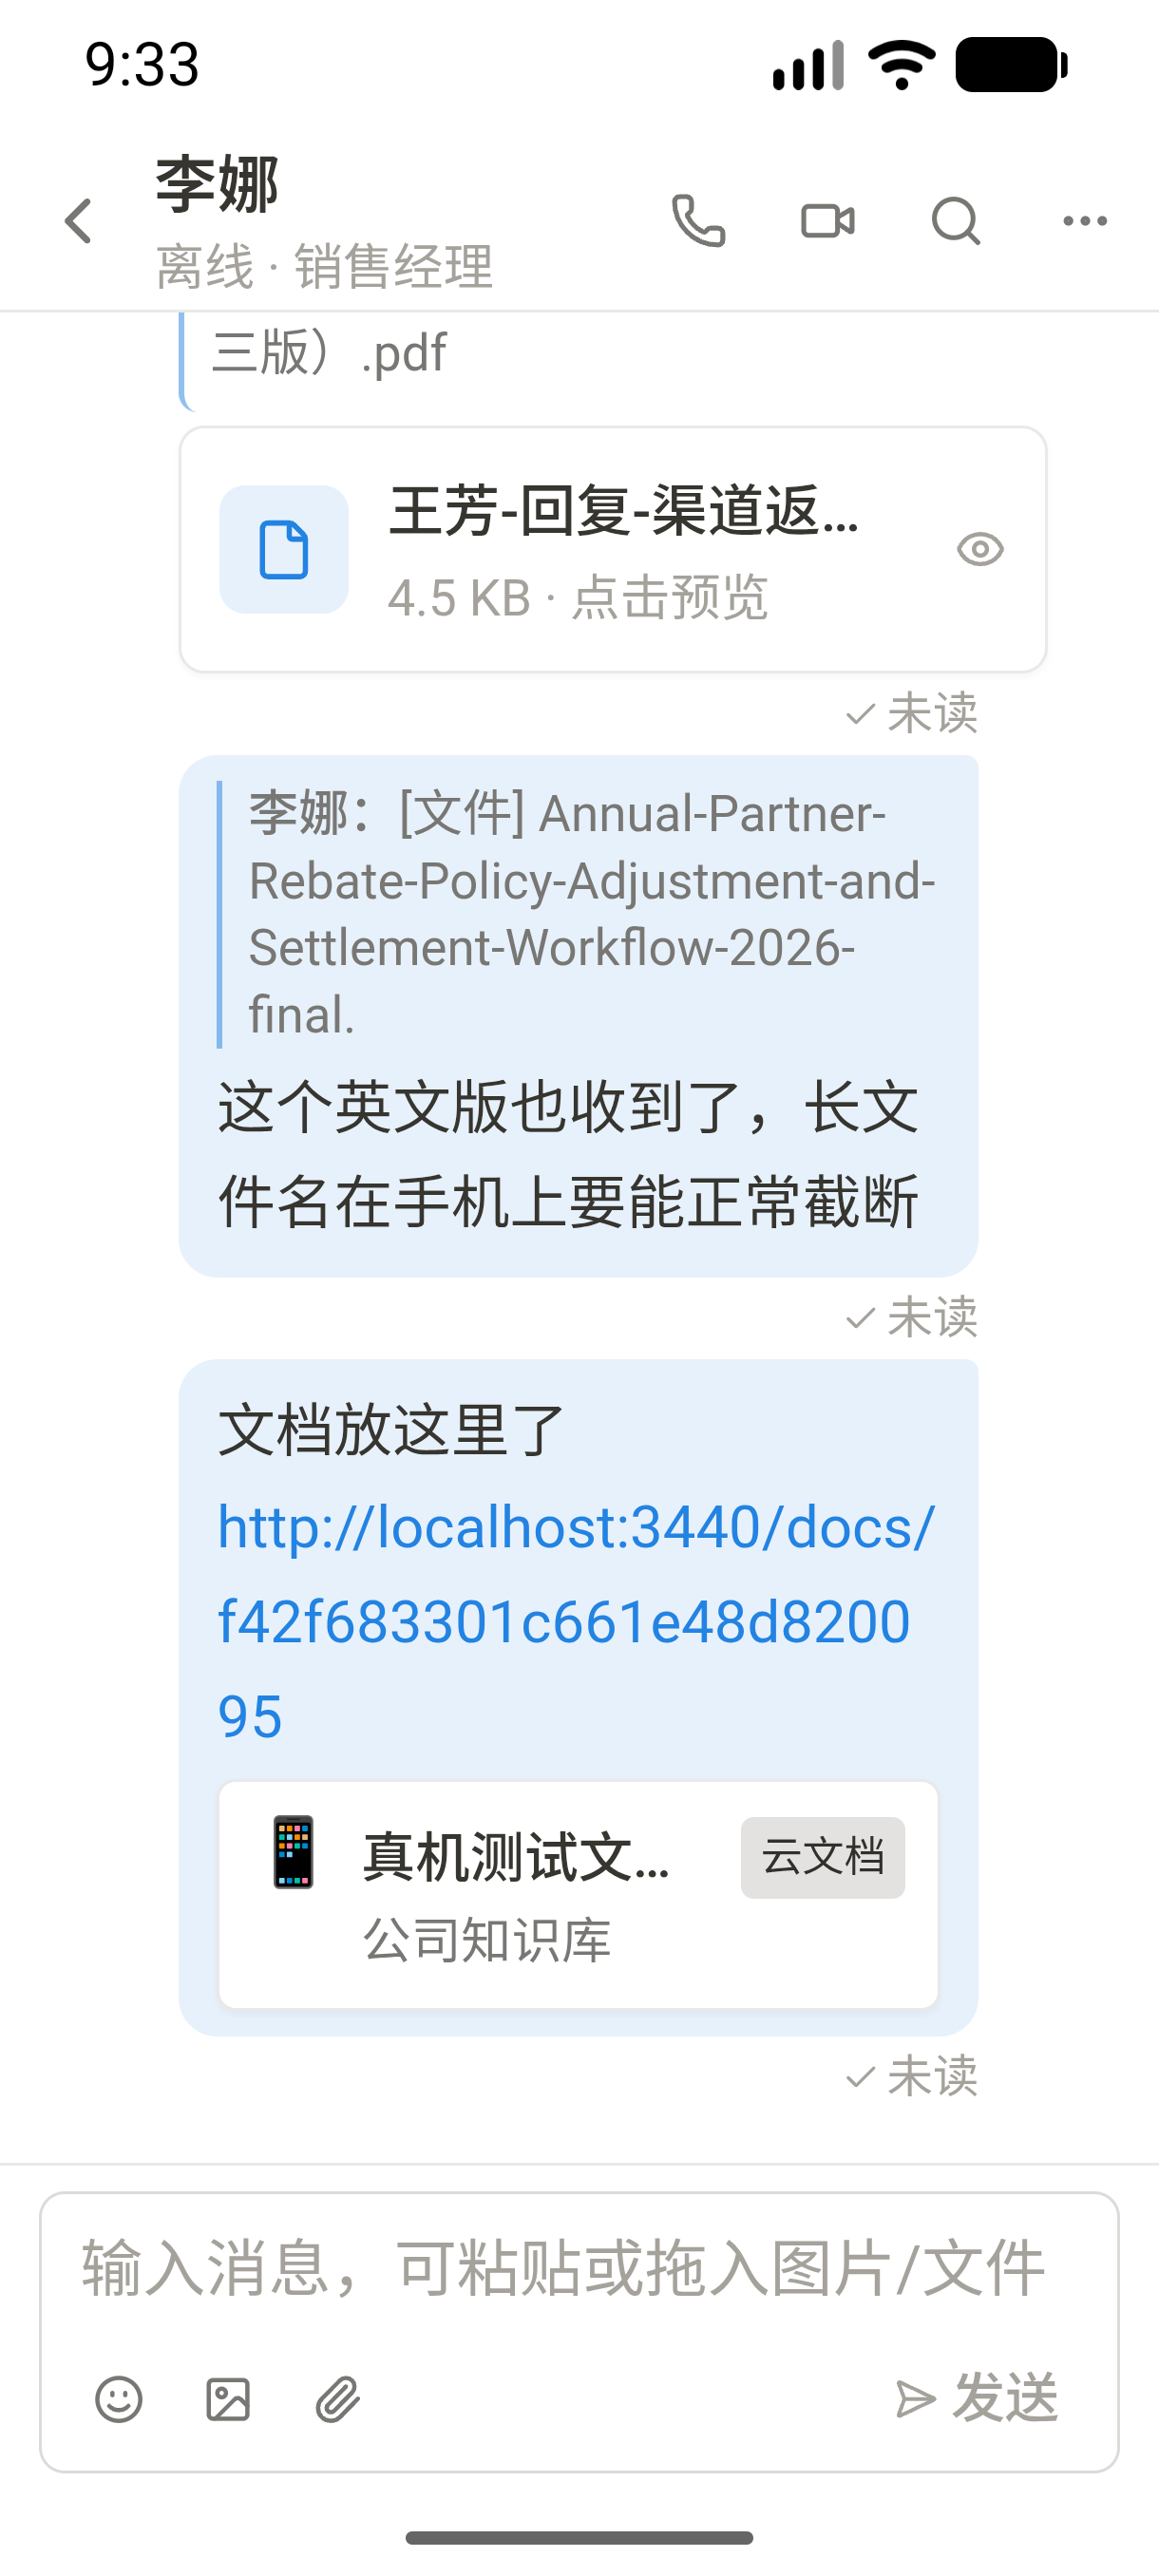 9:33
李娜
离线 · 销售经理
三版）.pdf
王芳-回复-渠道返...
4.5 KB · 点击预览
未读
李娜：[文件] Annual-Partner-
Rebate-Policy-Adjustment-and-
Settlement-Workflow-2026-
final.
这个英文版也收到了，长文
件名在手机上要能正常截断
未读
文档放这里了
http://localhost:3440/docs/
f42f683301c661e48d8200
95
真机测试文...
云文档
公司知识库
未读
输入消息，可粘贴或拖入图片/文件
发送